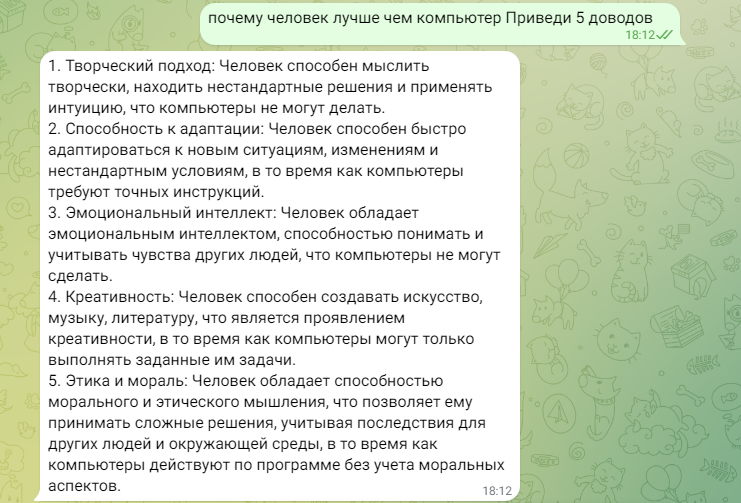 почему человек лучше чем компьютер Приведи 5 доводов
18:12
1. Творческий подход: Человек способен мыслить
творчески, находить нестандартные решения и применять
интуицию, что компьютеры не могут делать.
2. Способность к адаптации: Человек способен быстро
адаптироваться к новым ситуациям, изменениям и
нестандартным условиям, в то время как компьютеры
требуют точных инструкций.
3. Эмоциональный интеллект: Человек обладает
эмоциональным интеллектом, способностью понимать и
учитывать чувства других людей, что компьютеры не могут
сделать.
4. Креативность: Человек способен создавать искусство,
музыку, литературу, что является проявлением
креативности, в то время как компьютеры могут только
выполнять заданные им задачи.
5. Этика и мораль: Человек обладает способностью
морального и этического мышления, что позволяет ему
принимать сложные решения, учитывая последствия для
других людей и окружающей среды, в то время как
компьютеры действуют по программе без учета моральных
аспектов.
18:12